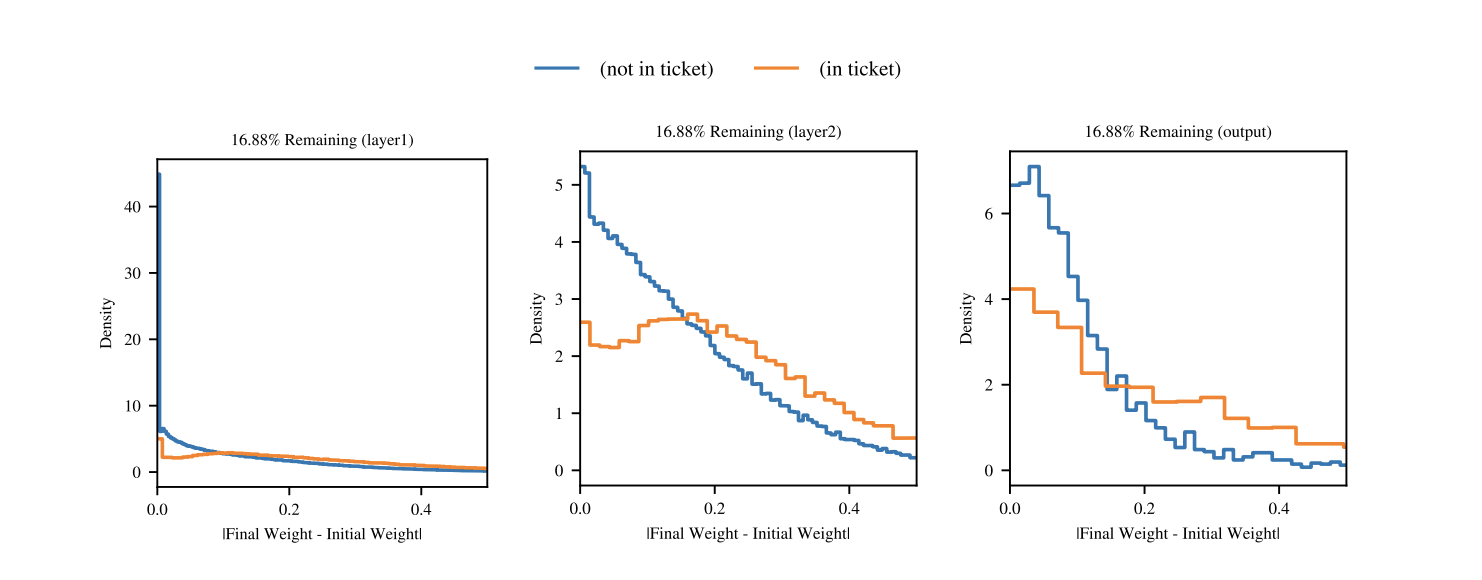 (not in ticket) (in ticket)
16.88% Remaining (layer1)
40
30
20
10
0
Density
0.0 0.2 0.4
|Final Weight - Initial Weight|
16.88% Remaining (layer2)
5
4
3
2
1
0
Density
0.0 0.2 0.4
|Final Weight - Initial Weight|
16.88% Remaining (output)
6
4
2
0
Density
0.0 0.2 0.4
|Final Weight - Initial Weight|